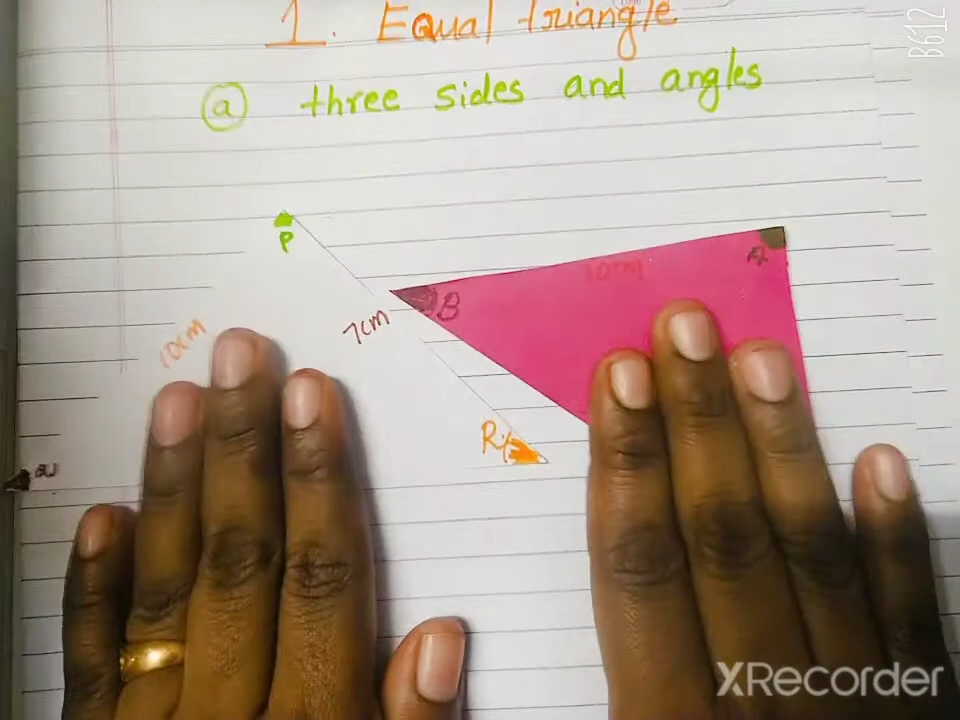 1. Equal triangle
(a) three sides and angles
P
10cm
B
7cm
10cm
R
XRecorder
B612